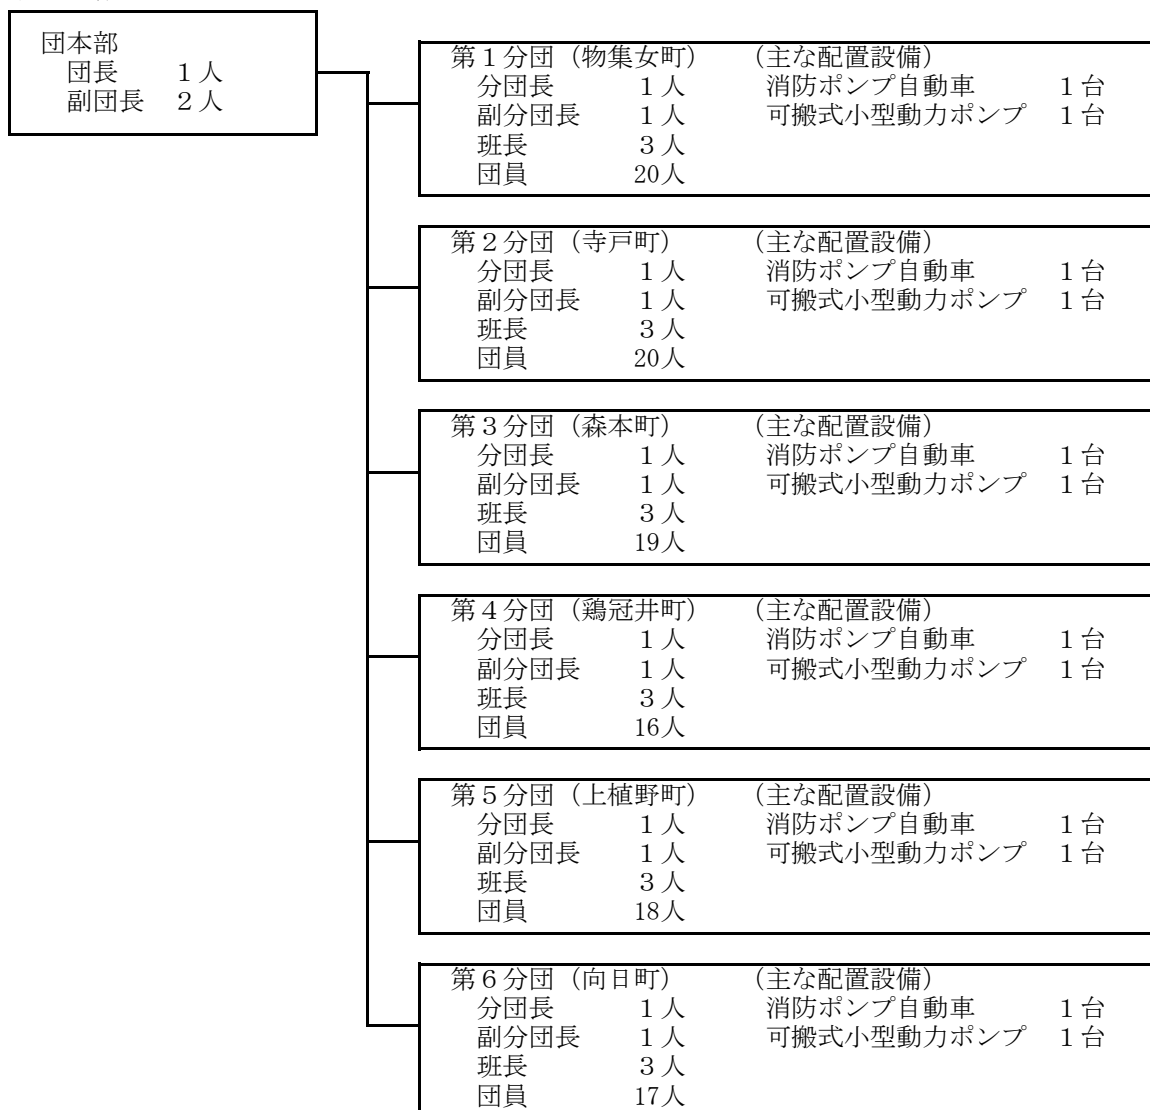 団本部
団長　　１人
副団長　２人
第１分団（物集女町）　（主な配置設備）
分団長　１人　消防ポンプ自動車　１台
副分団長　１人　可搬式小型動力ポンプ　１台
班長　３人
団員　20人
第２分団（寺戸町）　（主な配置設備）
分団長　１人　消防ポンプ自動車　１台
副分団長　１人　可搬式小型動力ポンプ　１台
班長　３人
団員　20人
第３分団（森本町）　（主な配置設備）
分団長　１人　消防ポンプ自動車　１台
副分団長　１人　可搬式小型動力ポンプ　１台
班長　３人
団員　19人
第４分団（鶏冠井町）　（主な配置設備）
分団長　１人　消防ポンプ自動車　１台
副分団長　１人　可搬式小型動力ポンプ　１台
班長　３人
団員　16人
第５分団（上植野町）　（主な配置設備）
分団長　１人　消防ポンプ自動車　１台
副分団長　１人　可搬式小型動力ポンプ　１台
班長　３人
団員　18人
第６分団（向日町）　（主な配置設備）
分団長　１人　消防ポンプ自動車　１台
副分団長　１人　可搬式小型動力ポンプ　１台
班長　３人
団員　17人